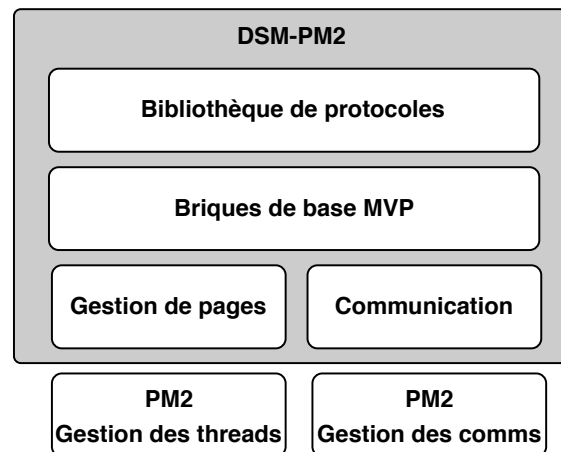 DSM-PM2
Bibliothèque de protocoles
Briques de base MVP
Gestion de pages
Communication
PM2
Gestion des threads
PM2
Gestion des comms